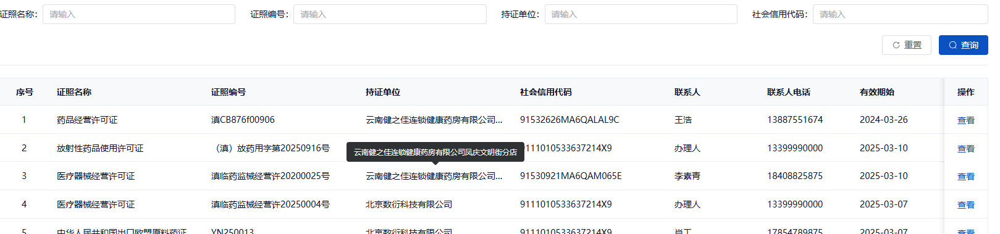 证照名称: 请输入 证照编号: 请输入 持证单位: 请输入 社会信用代码: 请输入
重置 查询
序号 证照名称 证照编号 持证单位 社会信用代码 联系人 联系人电话 有效期始 操作
1 药品经营许可证 滇CB876f00906 云南健之佳连锁健康药房有限公司... 91532626MA6QALAL9C 王浩 13887551674 2024-03-26 查看
2 放射性药品使用许可证 （滇）放药用字第20250916号 9111010533637214X9 办理人 13399990000 2025-03-10 查看
云南健之佳连锁健康药房有限公司凤庆文明街分店
3 医疗器械经营许可证 滇临药监械经营许20200025号 云南健之佳连锁健康药房有限公司... 91530921MA6QAM065E 李素青 18408825875 2025-03-10 查看
4 医疗器械经营许可证 滇临药监械经营许20250004号 北京数衍科技有限公司 9111010533637214X9 办理人 13399990000 2025-03-07 查看
5 中华人民共和国出口欧盟原料药证 YN250013 北京数衍科技有限公司 9111010533637214X9 17854789875 2025-03-07 查看